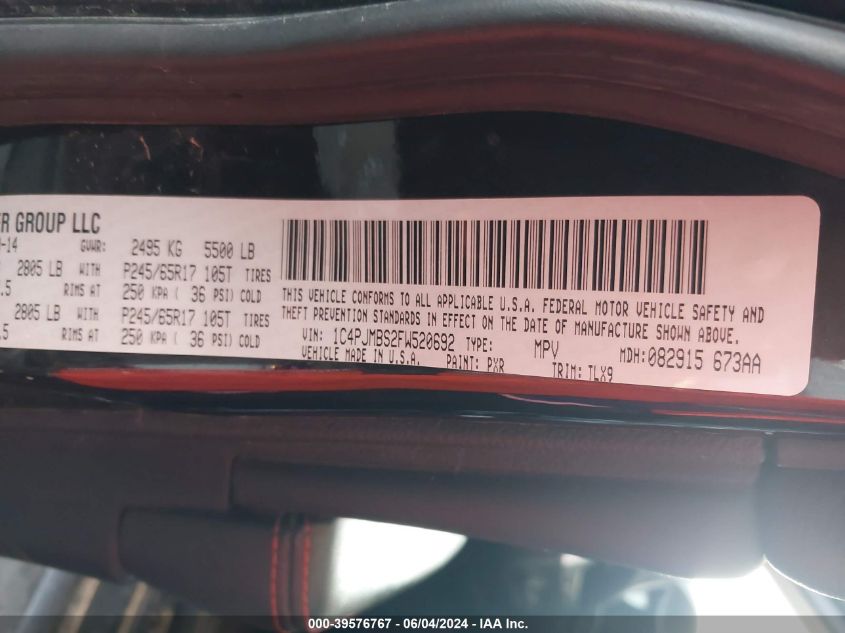 ER GROUP LLC
-14 GVWR: 2495 KG 5500 LB
2805 LB WITH P245/65R17 105T TIRES
.5 RIMS AT 250 KPA ( 36 PSI) COLD
2805 LB WITH P245/65R17 105T TIRES
.5 RIMS AT 250 KPA ( 36 PSI) COLD
THIS VEHICLE CONFORMS TO ALL APPLICABLE U.S.A. FEDERAL MOTOR VEHICLE SAFETY AND
THEFT PREVENTION STANDARDS IN EFFECT ON THE DATE OF MANUFACTURE SHOWN ABOVE.
VIN: 1C4PJMBS2FW520692 TYPE: MPV MDH:082915 673AA
VEHICLE MADE IN U.S.A. PAINT: PXR TRIM: TLX9
000-39576767 - 06/04/2024 - IAA Inc.